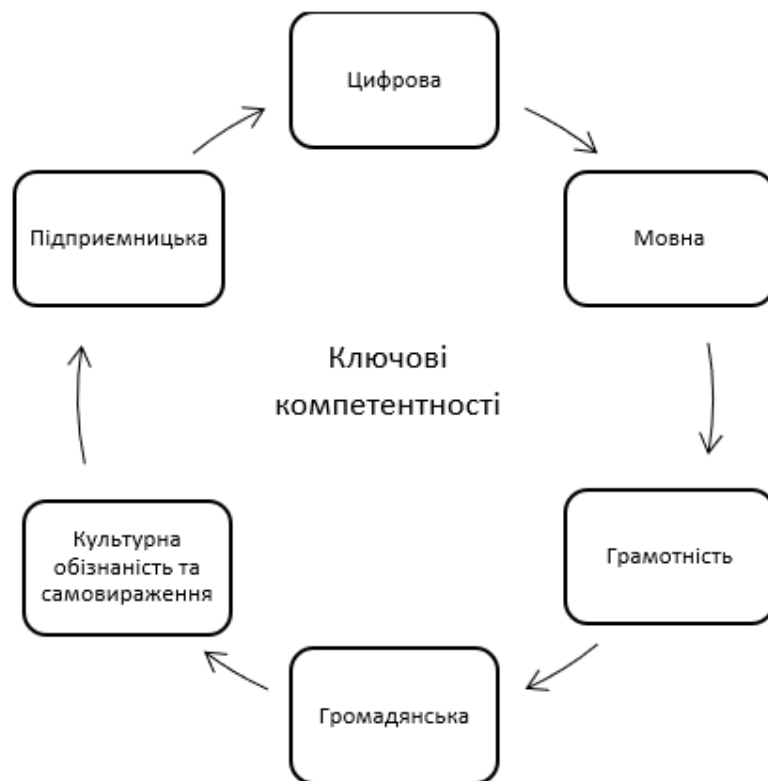 Цифрова
Мовна
Підприємницька
Ключові
компетентності
Грамотність
Культурна
обізнаність та
самовираження
Громадянська